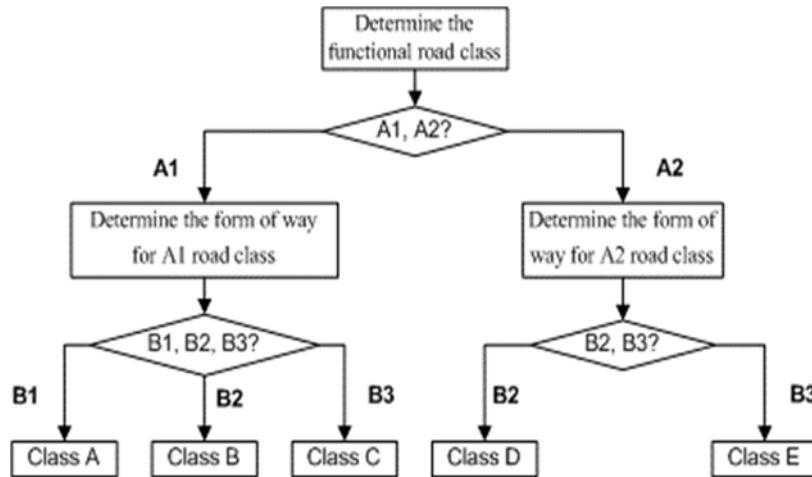 Determine the
functional road class
A1, A2?
A1
A2
Determine the form of way
for A1 road class
Determine the form of
way for A2 road class
B1, B2, B3?
B2, B3?
B1
B2
B3
B2
B3
Class A
Class B
Class C
Class D
Class E